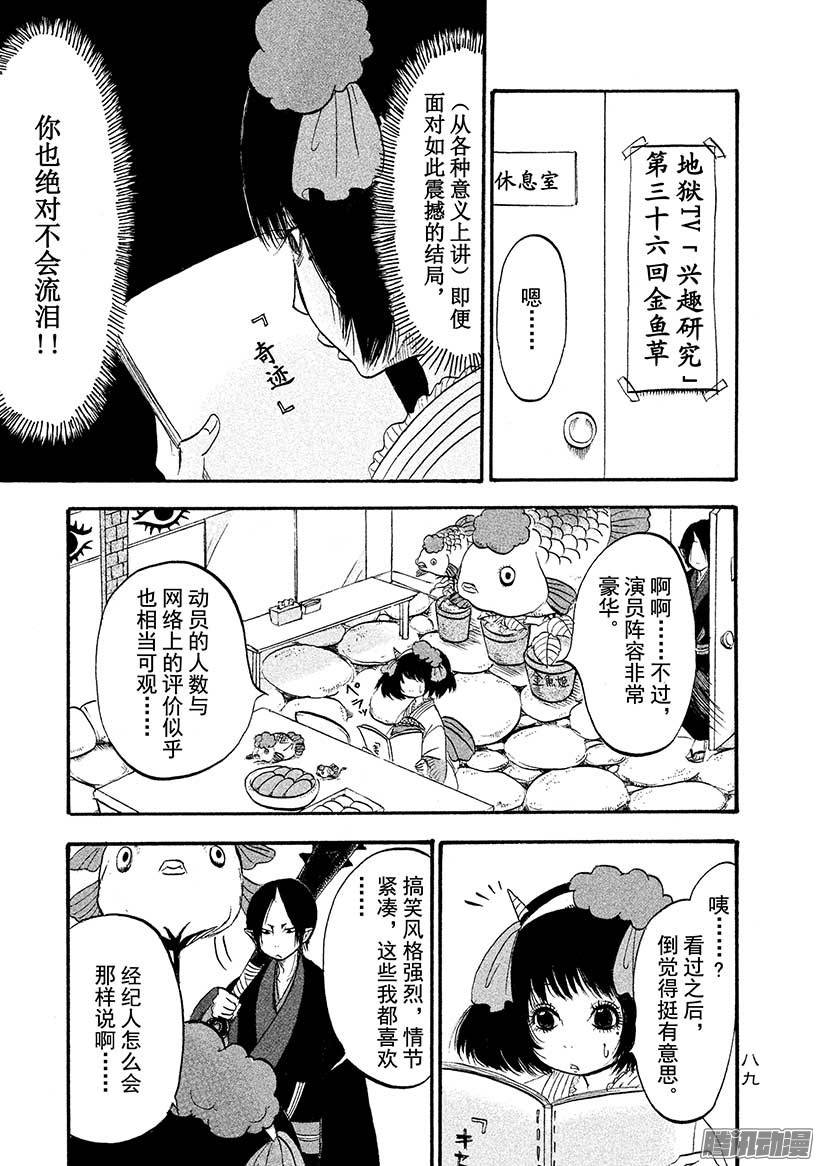 地狱TV「兴趣研究」
第三十六回金鱼草
休息室
嗯……
(从各种意义上讲)即便
面对如此震撼的结局，
『奇迹』
你也绝对不会流泪!!
啊啊……不过，
演员阵容非常
豪华。
动员的人数与
网络上的评价似乎
也相当可观……
咦……?
看过之后，
倒觉得挺有意思。
搞笑风格强烈，情节
紧凑，这些我都喜欢
……
经纪人怎么会
那样说啊……
八九
腾讯动漫